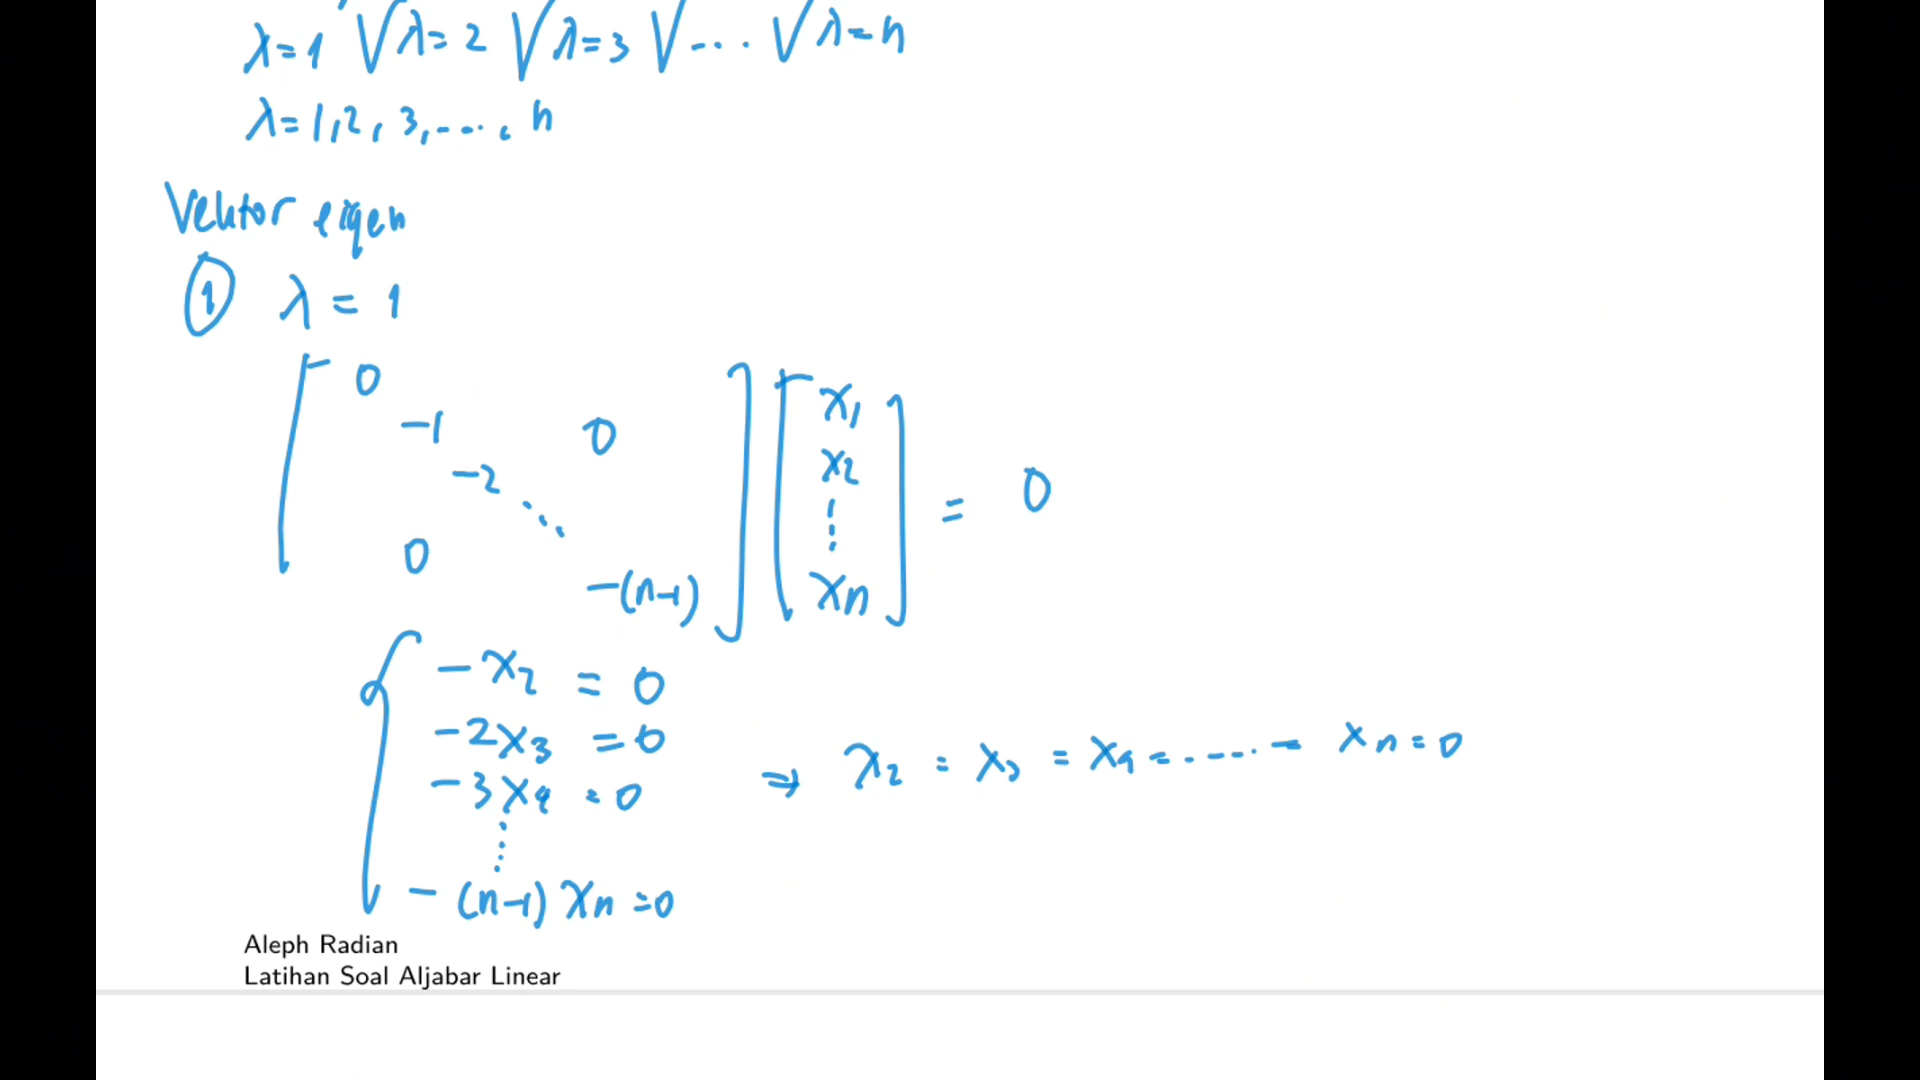 λ=1 ∨ λ=2 ∨ λ=3 ∨ ... ∨ λ=n
λ=1,2,3,....,n
Vektor eigen
① λ = 1
0
-1 0
-2 ⋱
0 -(n-1)
x₁
x₂
⋮
xn
= 0
-x₂ = 0
-2x₃ = 0
-3x₄ = 0
⋮
-(n-1)xn = 0
⇒ x₂ = x₃ = x₄ = ..... = xn = 0
Aleph Radian
Latihan Soal Aljabar Linear